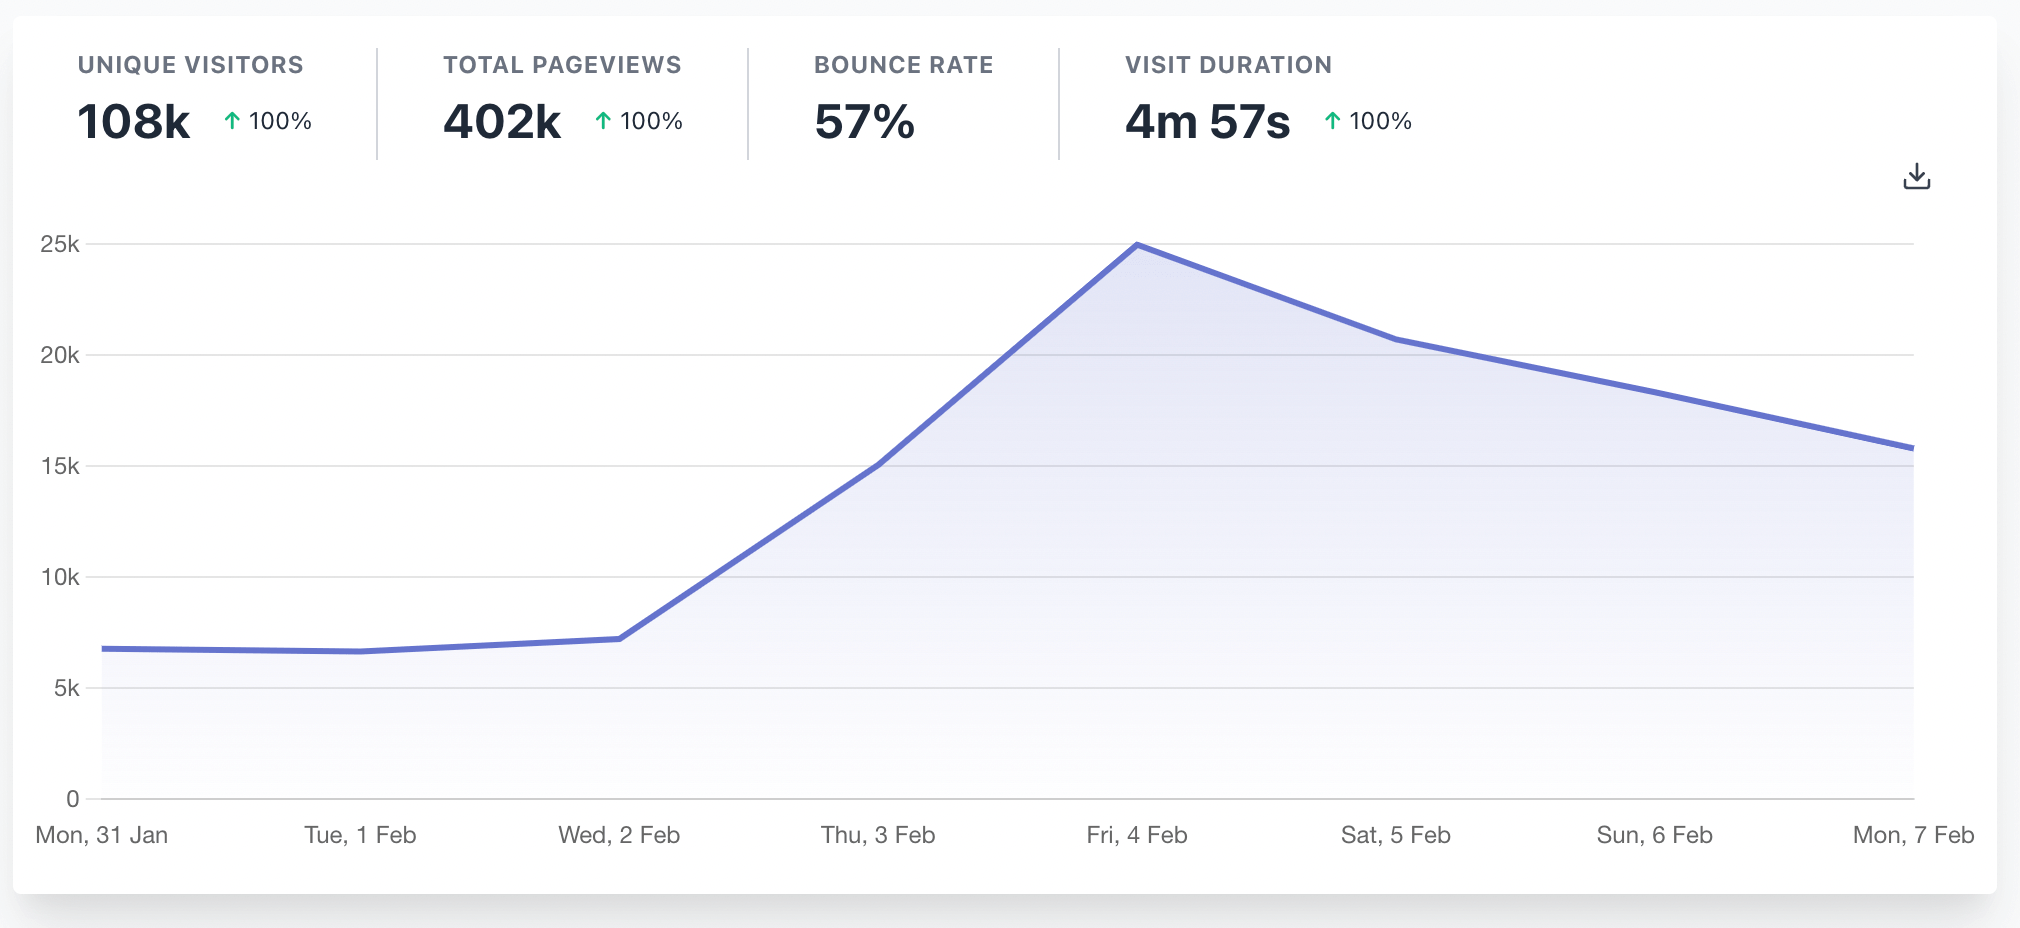 UNIQUE VISITORS
108k ↑ 100%
TOTAL PAGEVIEWS
402k ↑ 100%
BOUNCE RATE
57%
VISIT DURATION
4m 57s ↑ 100%
25k
20k
15k
10k
5k
0
Mon, 31 Jan
Tue, 1 Feb
Wed, 2 Feb
Thu, 3 Feb
Fri, 4 Feb
Sat, 5 Feb
Sun, 6 Feb
Mon, 7 Feb